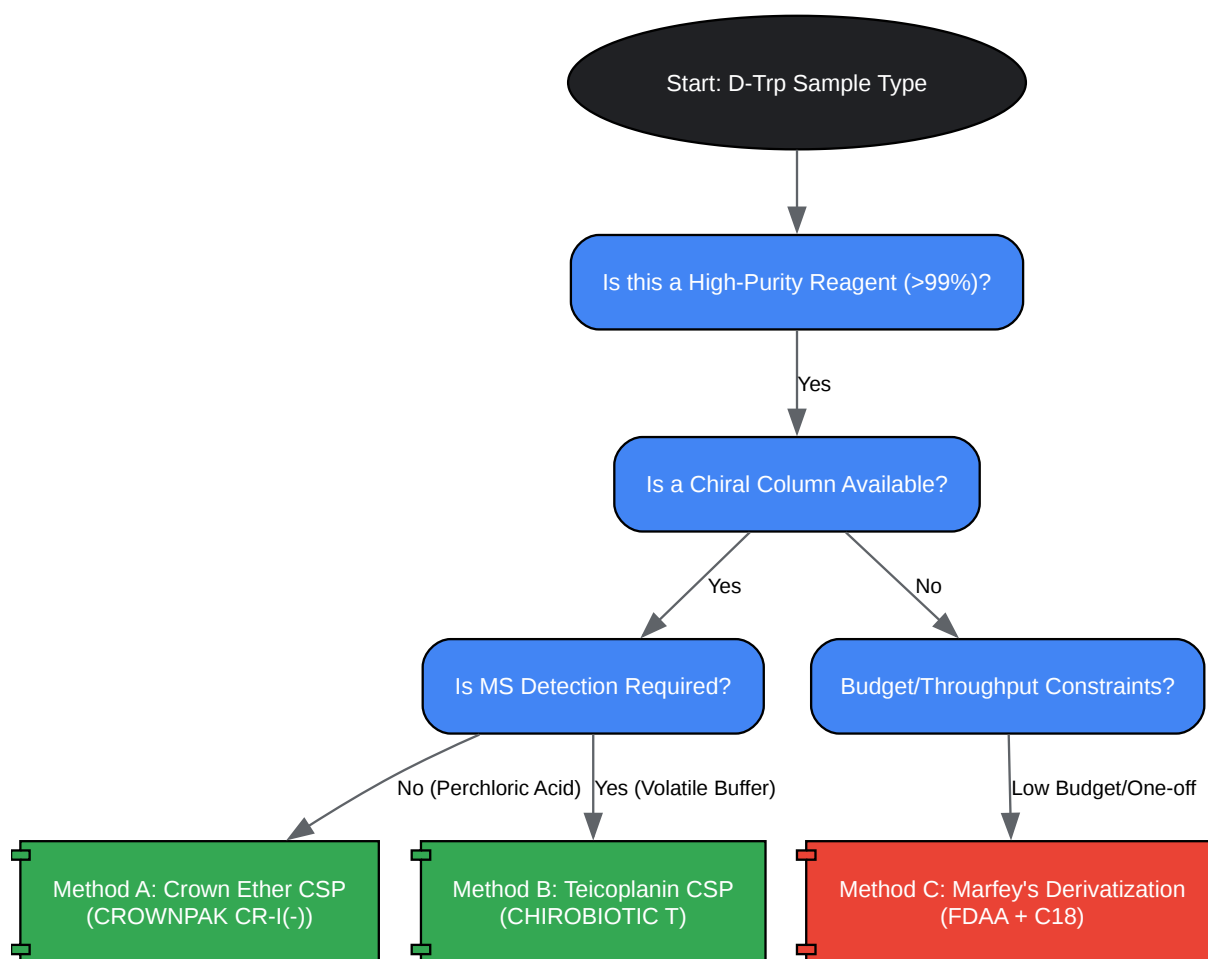 Start: D-Trp Sample Type
Is this a High-Purity Reagent (>99%)?
Yes
Is a Chiral Column Available?
Yes
No
Is MS Detection Required?
Budget/Throughput Constraints?
No (Perchloric Acid)
Yes (Volatile Buffer)
Low Budget/One-off
Method A: Crown Ether CSP
(CROWNPAK CR-I(-))
Method B: Teicoplanin CSP
(CHIROBIOTIC T)
Method C: Marfey's Derivatization
(FDAA + C18)